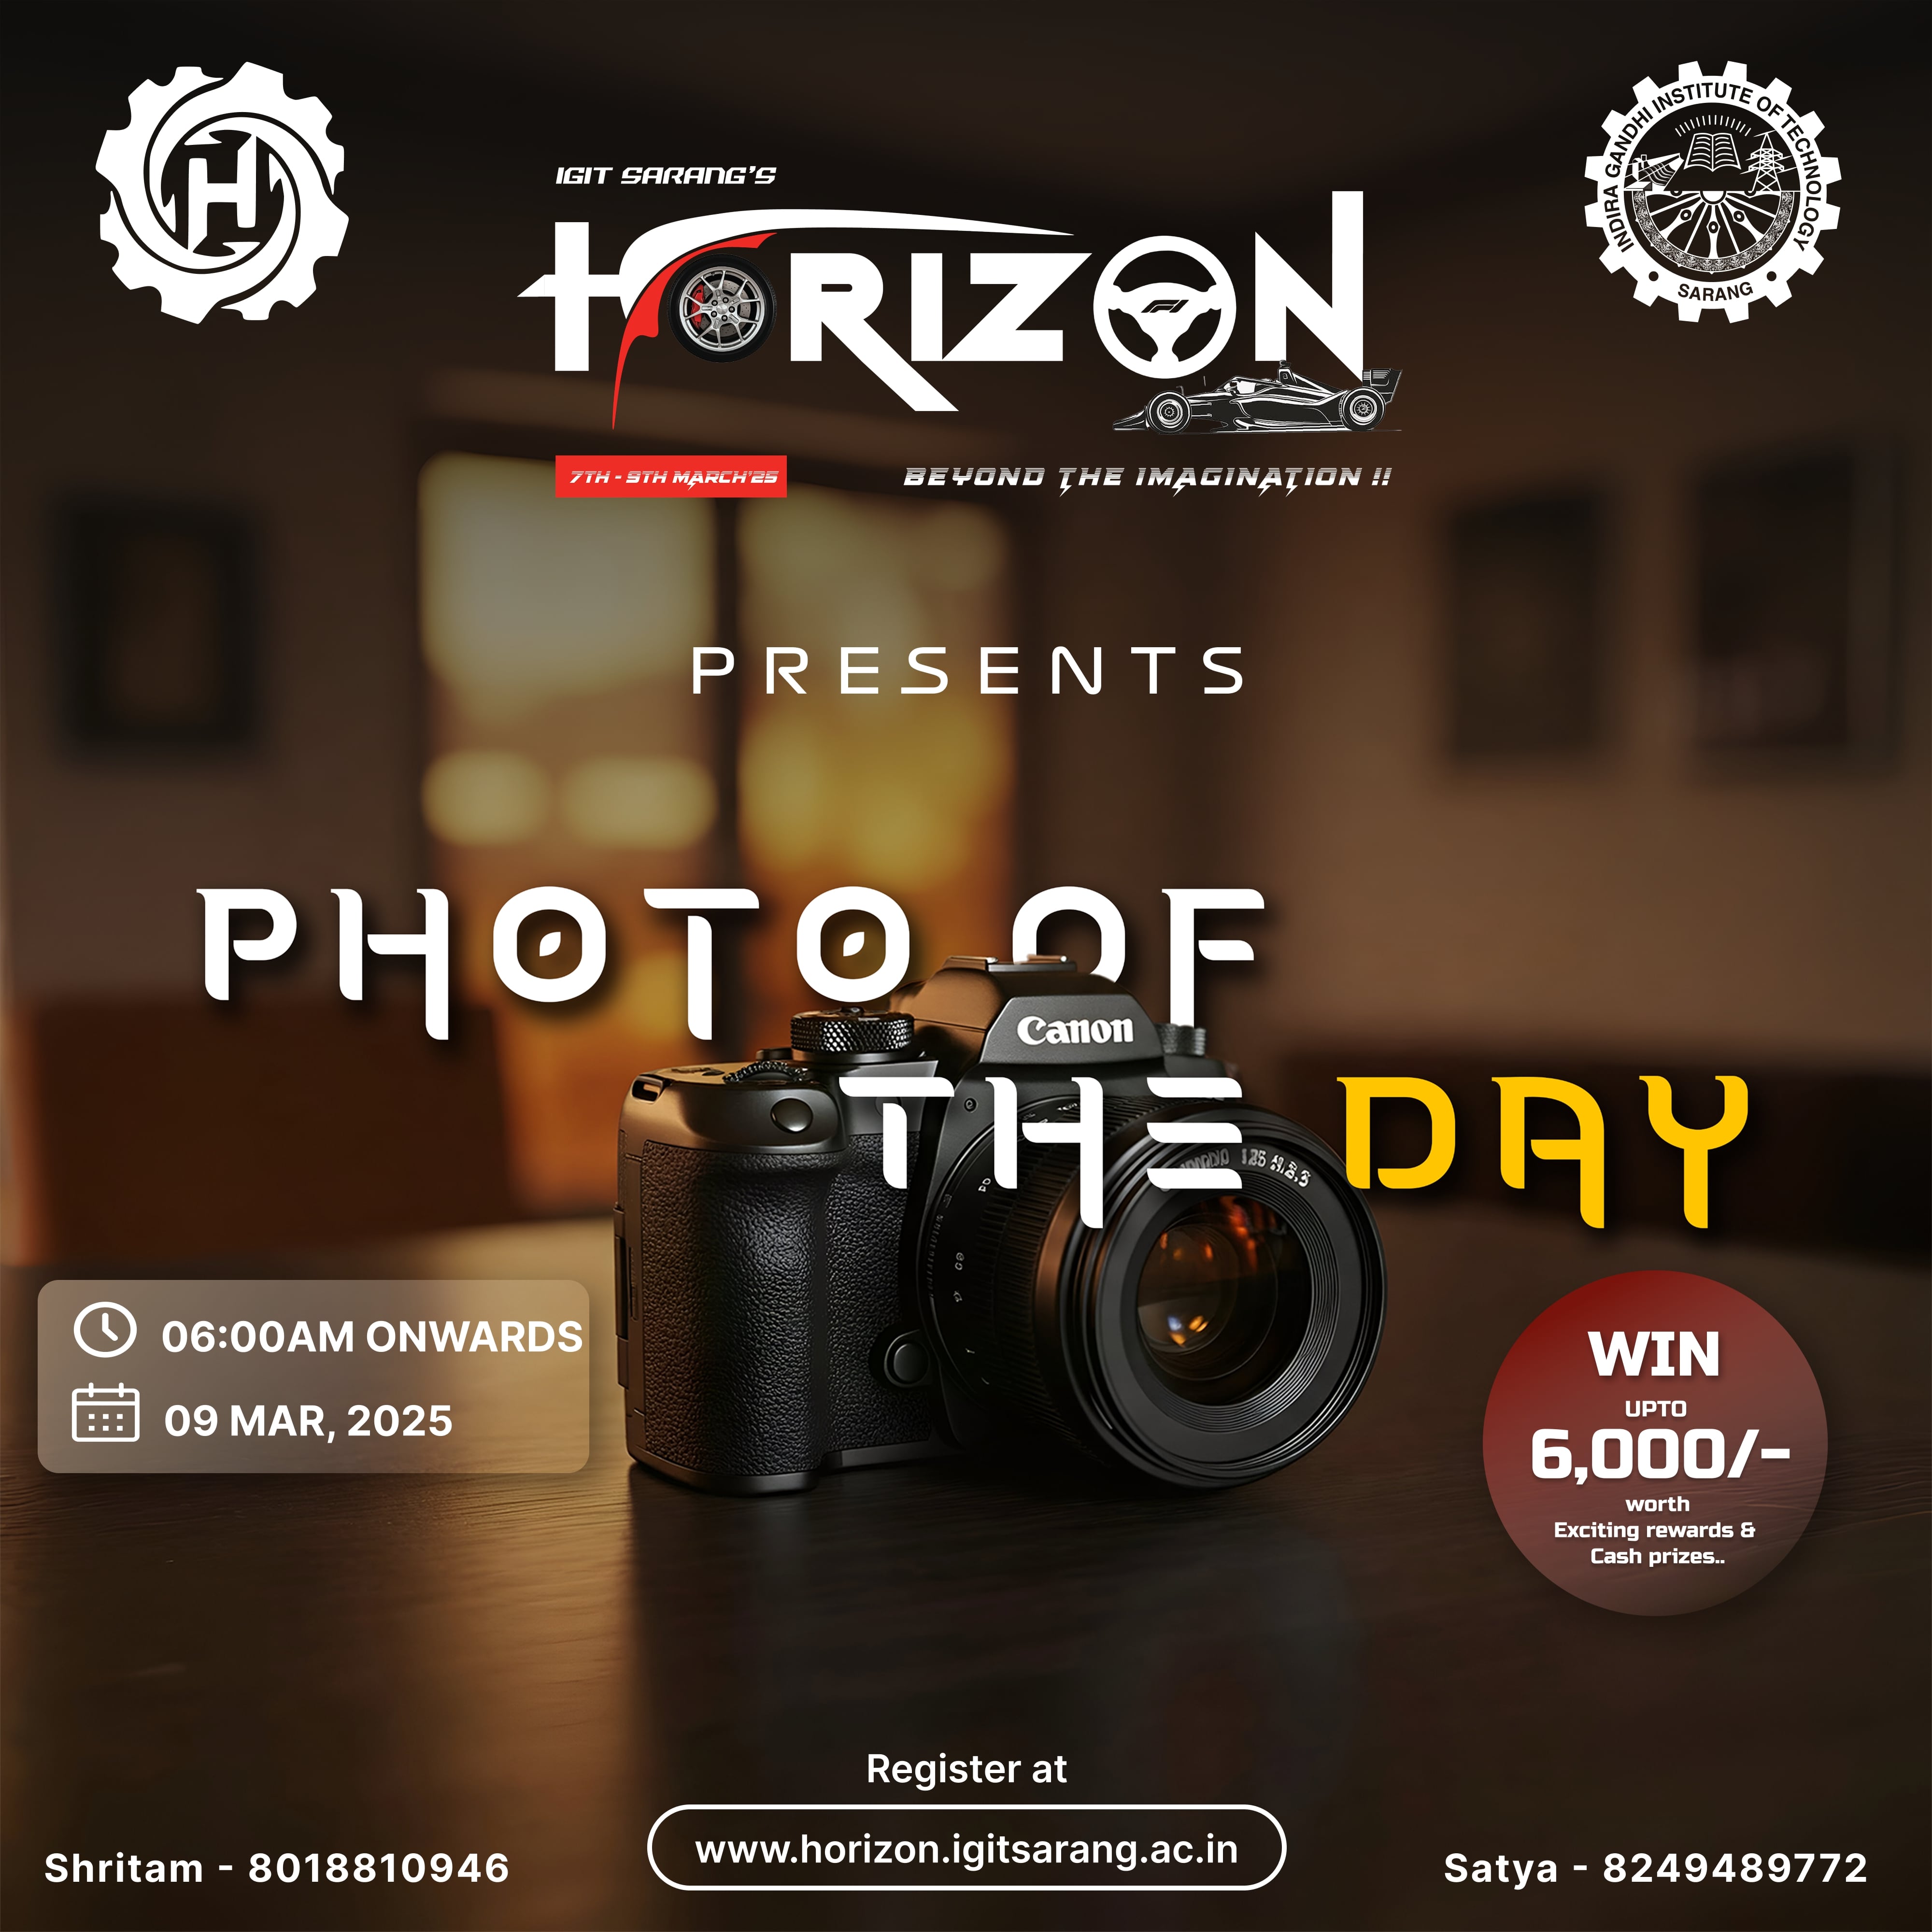 H
INDIRA GANDHI INSTITUTE OF TECHNOLOGY
SARANG
IGIT SARANG'S
HORIZON
7TH - 9TH MARCH'25
BEYOND THE IMAGINATION !!
PRESENTS
PHOTO OF
Canon
THE DAY
06:00AM ONWARDS
09 MAR, 2025
WIN
UPTO
6,000/-
worth
Exciting rewards &
Cash prizes..
Register at
www.horizon.igitsarang.ac.in
Shritam - 8018810946
Satya - 8249489772